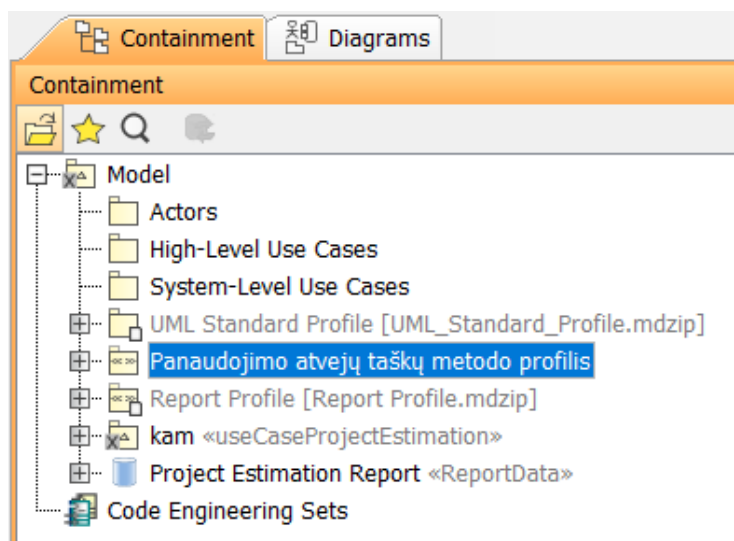 Containment Diagrams
Containment
Model
Actors
High-Level Use Cases
System-Level Use Cases
UML Standard Profile [UML_Standard_Profile.mdzip]
Panaudojimo atvejų taškų metodo profilis
Report Profile [Report Profile.mdzip]
kam «useCaseProjectEstimation»
Project Estimation Report «ReportData»
Code Engineering Sets